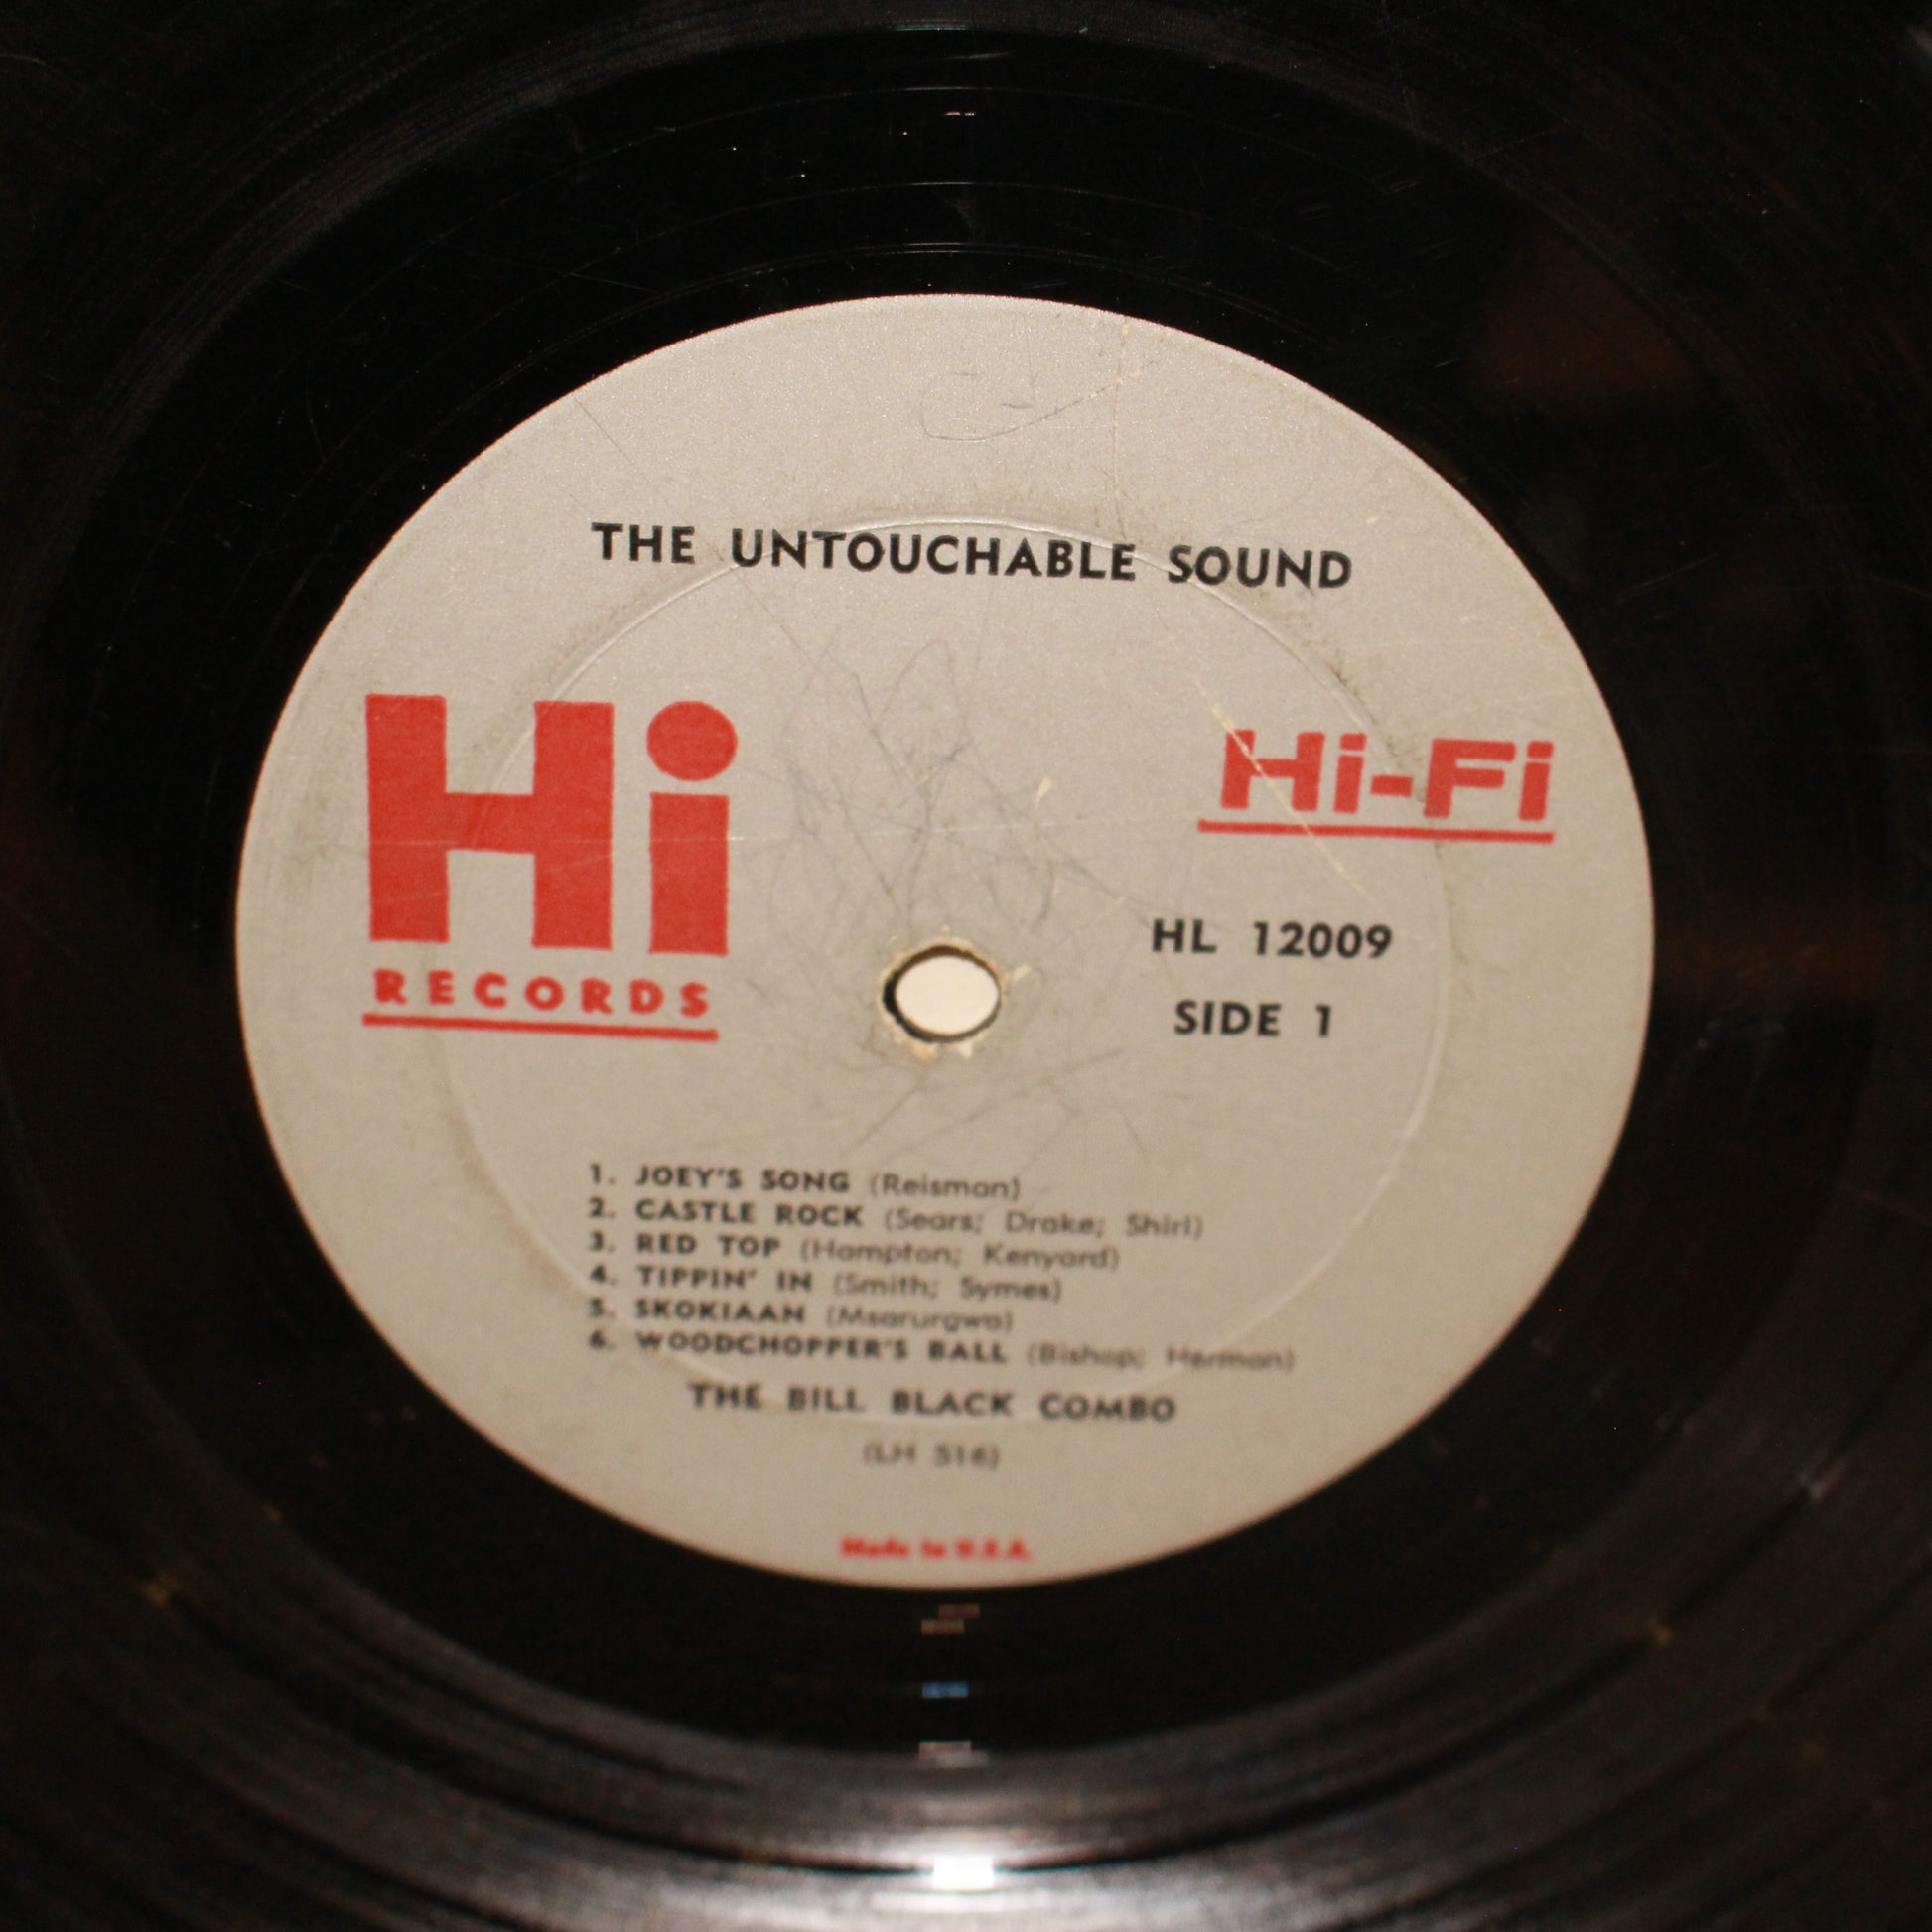 THE UNTOUCHABLE SOUND
Hi
RECORDS
Hi-Fi
HL 12009
SIDE 1
1. JOEY'S SONG (Reisman)
2. CASTLE ROCK (Sears; Drake; Shirl)
3. RED TOP (Hampton; Kenyard)
4. TIPPIN' IN (Smith; Symes)
5. SKOKIAAN (Msarurgwa)
6. WOODCHOPPER'S BALL (Bishop; Herman)
THE BILL BLACK COMBO
(LH 516)
Made in U.S.A.